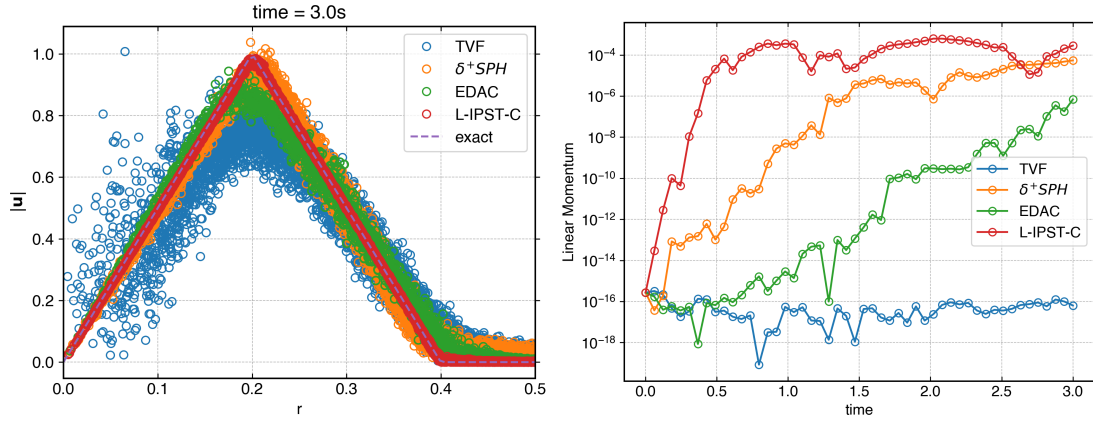 time = 3.0s
1.0
0.8
0.6
0.4
0.2
0.0
|u|
TVF
δ⁺SPH
EDAC
L-IPST-C
exact
0.0 0.1 0.2 0.3 0.4 0.5
r
10⁻⁴
10⁻⁶
10⁻⁸
10⁻¹⁰
10⁻¹²
10⁻¹⁴
10⁻¹⁶
10⁻¹⁸
Linear Momentum
TVF
δ⁺SPH
EDAC
L-IPST-C
0.0 0.5 1.0 1.5 2.0 2.5 3.0
time